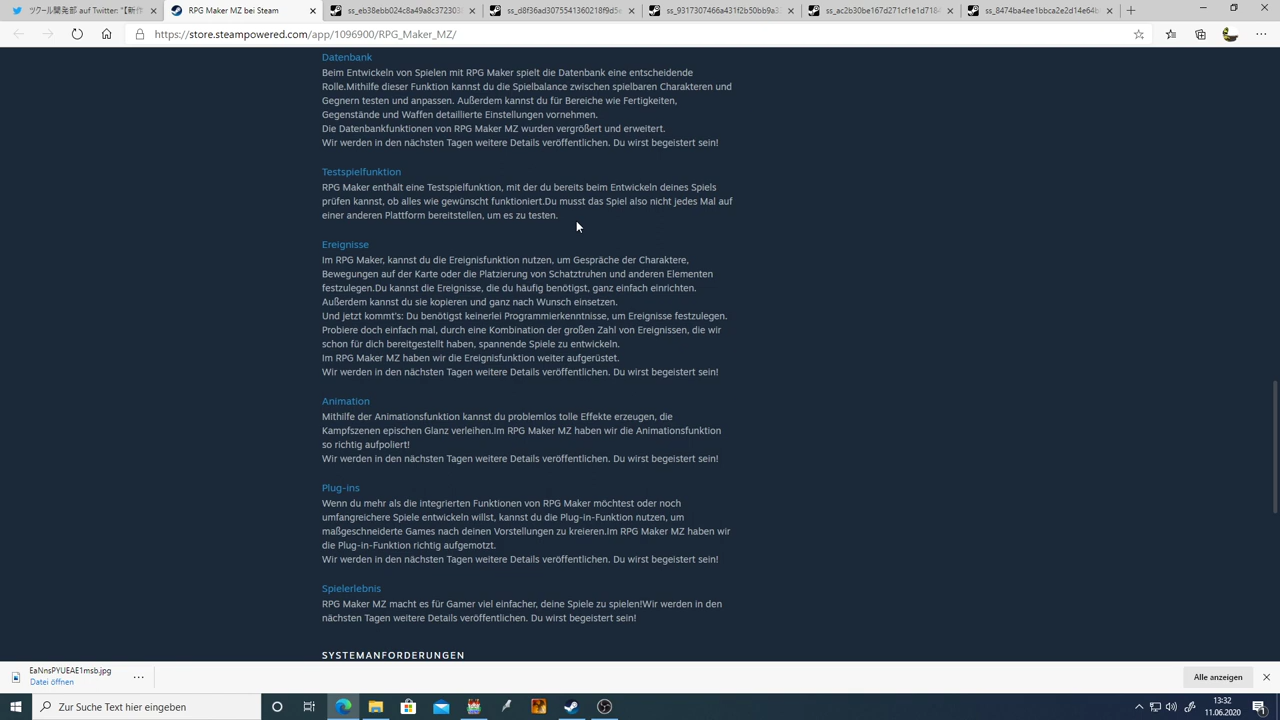 ツクール開発部 auf Twitter: "【新作
RPG Maker MZ bei Steam
ss_eb38ebb024c8a49a8c372303
ss_d8f36ad3075541360218f9d5e
ss_9317307466a431f2b50bb9a3
ss_ac2b30be167d271cf1e1d7184
ss_8474ba4ee1bbca2e2d14e64b
https://store.steampowered.com/app/1096900/RPG_Maker_MZ/
Datenbank
Beim Entwickeln von Spielen mit RPG Maker spielt die Datenbank eine entscheidende
Rolle.Mithilfe dieser Funktion kannst du die Spielbalance zwischen spielbaren Charakteren und
Gegnern testen und anpassen. Außerdem kannst du für Bereiche wie Fertigkeiten,
Gegenstände und Waffen detaillierte Einstellungen vornehmen.
Die Datenbankfunktionen von RPG Maker MZ wurden vergrößert und erweitert.
Wir werden in den nächsten Tagen weitere Details veröffentlichen. Du wirst begeistert sein!
Testspielfunktion
RPG Maker enthält eine Testspielfunktion, mit der du bereits beim Entwickeln deines Spiels
prüfen kannst, ob alles wie gewünscht funktioniert.Du musst das Spiel also nicht jedes Mal auf
einer anderen Plattform bereitstellen, um es zu testen.
Ereignisse
Im RPG Maker, kannst du die Ereignisfunktion nutzen, um Gespräche der Charaktere,
Bewegungen auf der Karte oder die Platzierung von Schatztruhen und anderen Elementen
festzulegen.Du kannst die Ereignisse, die du häufig benötigst, ganz einfach einrichten.
Außerdem kannst du sie kopieren und ganz nach Wunsch einsetzen.
Und jetzt kommt's: Du benötigst keinerlei Programmierkenntnisse, um Ereignisse festzulegen.
Probiere doch einfach mal, durch eine Kombination der großen Zahl von Ereignissen, die wir
schon für dich bereitgestellt haben, spannende Spiele zu entwickeln.
Im RPG Maker MZ haben wir die Ereignisfunktion weiter aufgerüstet.
Wir werden in den nächsten Tagen weitere Details veröffentlichen. Du wirst begeistert sein!
Animation
Mithilfe der Animationsfunktion kannst du problemlos tolle Effekte erzeugen, die
Kampfszenen epischen Glanz verleihen.Im RPG Maker MZ haben wir die Animationsfunktion
so richtig aufpoliert!
Wir werden in den nächsten Tagen weitere Details veröffentlichen. Du wirst begeistert sein!
Plug-ins
Wenn du mehr als die integrierten Funktionen von RPG Maker möchtest oder noch
umfangreichere Spiele entwickeln willst, kannst du die Plug-in-Funktion nutzen, um
maßgeschneiderte Games nach deinen Vorstellungen zu kreieren.Im RPG Maker MZ haben wir
die Plug-in-Funktion richtig aufgemotzt.
Wir werden in den nächsten Tagen weitere Details veröffentlichen. Du wirst begeistert sein!
Spielerlebnis
RPG Maker MZ macht es für Gamer viel einfacher, deine Spiele zu spielen!Wir werden in den
nächsten Tagen weitere Details veröffentlichen. Du wirst begeistert sein!
SYSTEMANFORDERUNGEN
EaNnsPYUEAE1msb.jpg
Datei öffnen
Alle anzeigen
Zur Suche Text hier eingeben
13:32
11.06.2020